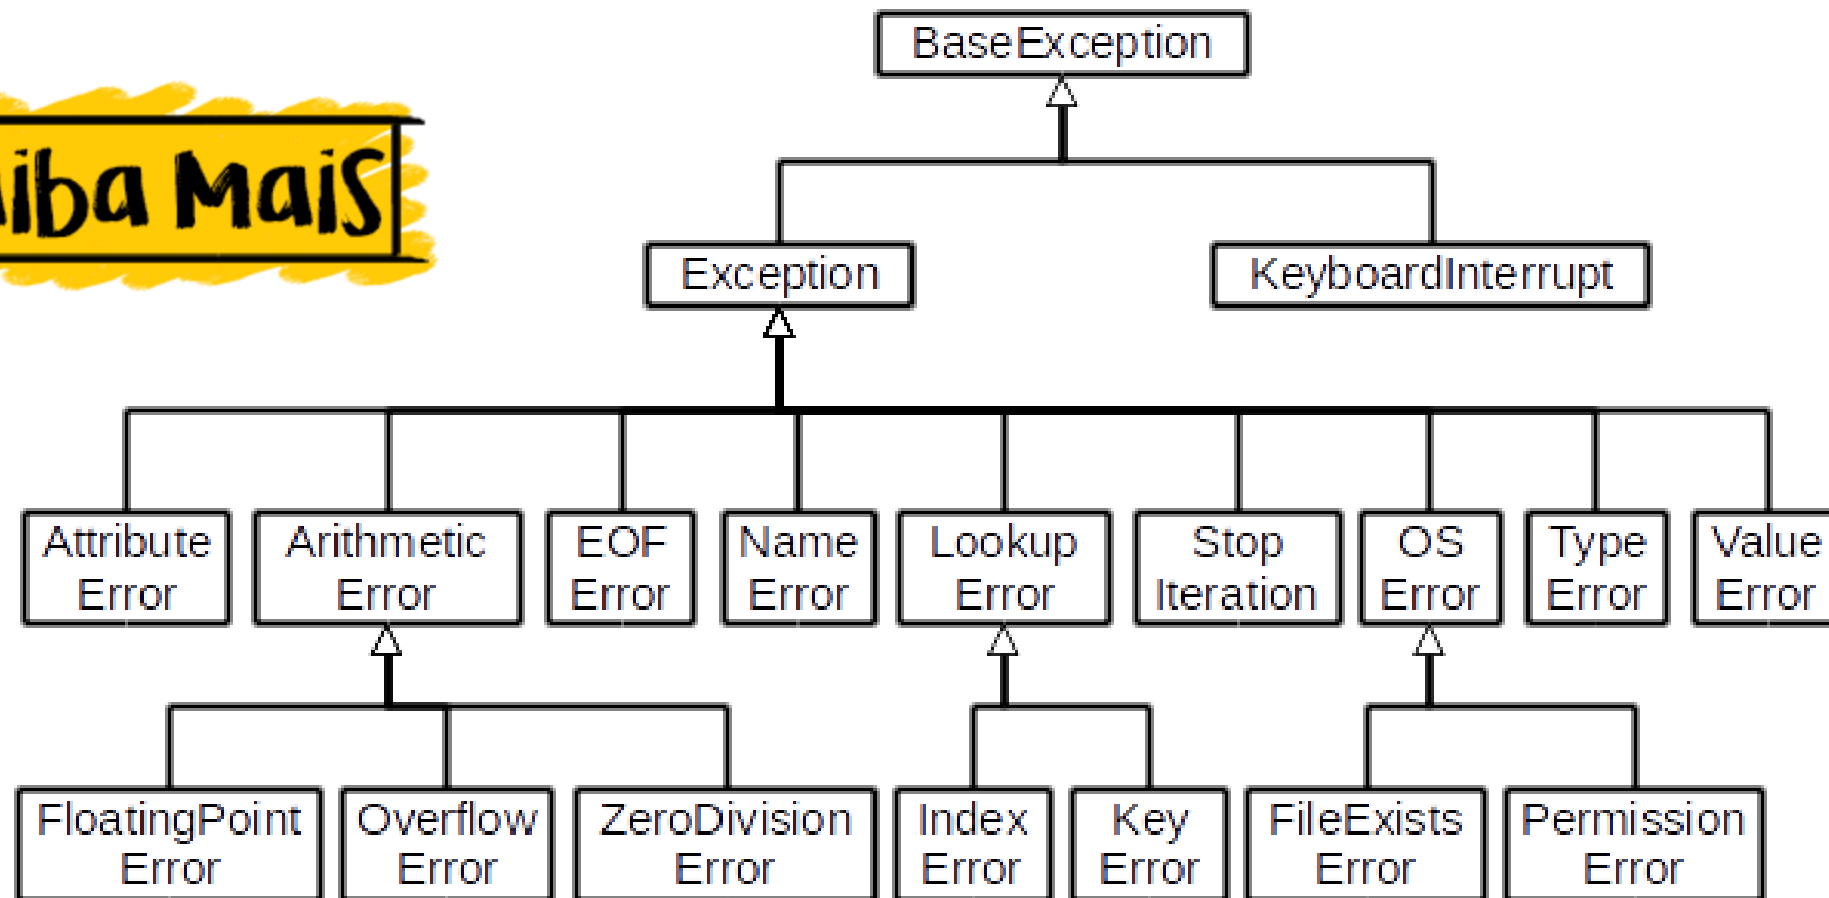 BaseException
iba Mais
Exception
KeyboardInterrupt
Attribute
Error
Arithmetic
Error
EOF
Error
Name
Error
Lookup
Error
Stop
Iteration
OS
Error
Type
Error
Value
Error
FloatingPoint
Error
Overflow
Error
ZeroDivision
Error
Index
Error
Key
Error
FileExists
Error
Permission
Error